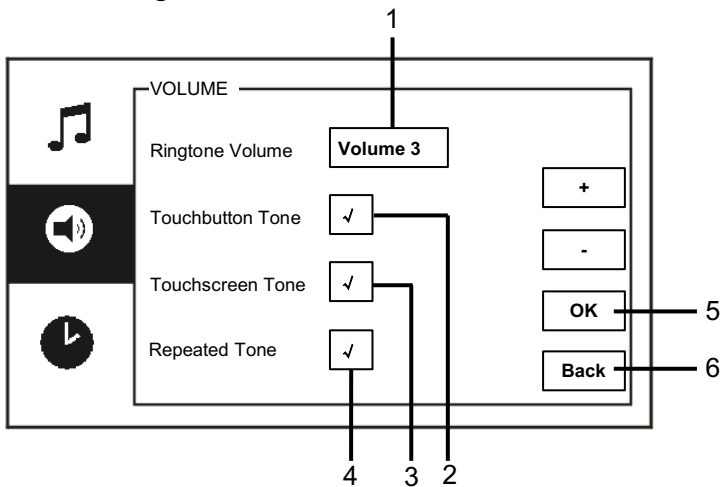 1
VOLUME
Ringtone Volume Volume 3
+
Touchbutton Tone √
-
Touchscreen Tone √
OK 5
Repeated Tone √
Back 6
4 3 2